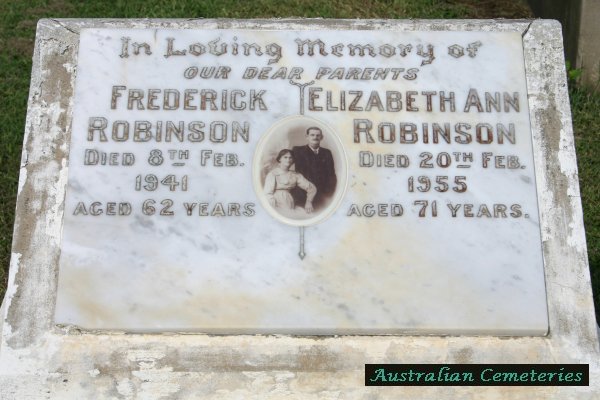 In Loving Memory of
OUR DEAR PARENTS
FREDERICK
ROBINSON
DIED 8TH FEB.
1941
AGED 62 YEARS
ELIZABETH ANN
ROBINSON
DIED 20TH FEB.
1955
AGED 71 YEARS.
Australian Cemeteries